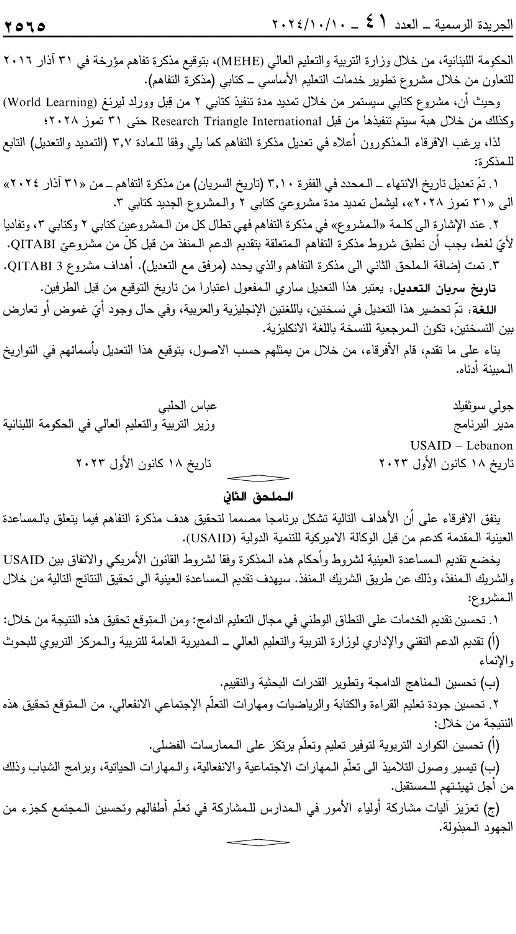 الجريدة الرسمية ــ العدد ٤١ ــ ٢٠٢٤/١٠/١٠
٢٥٦٥
الحكومة اللبنانية، من خلال وزارة التربية والتعليم العالي (MEHE)، بتوقيع مذكرة تفاهم مؤرخة في ٣١ آذار ٢٠١٦
للتعاون من خلال مشروع تطوير خدمات التعليم الأساسي ــ كتابي (مذكرة التفاهم).
وحيث أن، مشروع كتابي سيستمر من خلال تمديد مدة تنفيذ كتابي ٢ من قِبل وورلد ليرنغ (World Learning)
وكذلك من خلال هبة سيتم تنفيذها من قبل Research Triangle International حتى ٣١ تموز ٢٠٢٨؛
لذا، يرغب الافرقاء المذكورون أعلاه في تعديل مذكرة التفاهم كما يلي وفقا للمادة ٣,٧ (التمديد والتعديل) التابع
للمذكرة:
١. تمّ تعديل تاريخ الانتهاء ــ المحدد في الفقرة ٣,١٠ (تاريخ السريان) من مذكرة التفاهم ــ من «٣١ آذار ٢٠٢٤»
الى «٣١ تموز ٢٠٢٨»، ليشمل تمديد مدة مشروعيّ كتابي ٢ والمشروع الجديد كتابي ٣.
٢. عند الإشارة الى كلمة «المشروع» في مذكرة التفاهم فهي تطال كل من المشروعين كتابي ٢ وكتابي ٣، وتفاديا
لأيّ لغط، يجب أن تطبق شروط مذكرة التفاهم المتعلقة بتقديم الدعم المنفذ من قبل كلّ من مشروعيّ QITABI.
٣. تمت إضافة الملحق الثاني الى مذكرة التفاهم والذي يحدد (مرفق مع التعديل). أهداف مشروع QITABI 3.
تاريخ سريان التعديل: يعتبر هذا التعديل ساري المفعول اعتبارا من تاريخ التوقيع من قبل الطرفين.
اللغة: تمّ تحضير هذا التعديل في نسختين، باللغتين الإنجليزية والعربية، وفي حال وجود أيّ غموض أو تعارض
بين النسختين، تكون المرجعية للنسخة باللغة الانكليزية.
بناء على ما تقدم، قام الأفرقاء، من خلال من يمثلهم حسب الاصول، بتوقيع هذا التعديل بأسمائهم في التواريخ
المبينة أدناه.
جولي سوثفيلد
عباس الحلبي
مدير البرنامج
وزير التربية والتعليم العالي في الحكومة اللبنانية
USAID – Lebanon
تاريخ ١٨ كانون الأول ٢٠٢٣
تاريخ ١٨ كانون الأول ٢٠٢٣
الملحق الثاني
يتفق الافرقاء على أن الأهداف التالية تشكل برنامجا مصمما لتحقيق هدف مذكرة التفاهم فيما يتعلق بالمساعدة
العينية المقدمة كدعم من قبل الوكالة الاميركية للتنمية الدولية (USAID).
يخضع تقديم المساعدة العينية لشروط وأحكام هذه المذكرة وفقا لشروط القانون الأمريكي والاتفاق بين USAID
والشريك المنفذ، وذلك عن طريق الشريك المنفذ. سيهدف تقديم المساعدة العينية الى تحقيق النتائج التالية من خلال
المشروع:
١. تحسين تقديم الخدمات على النطاق الوطني في مجال التعليم الدامج: ومن المتوقع تحقيق هذه النتيجة من خلال:
(أ) تقديم الدعم التقني والإداري لوزارة التربية والتعليم العالي ــ المديرية العامة للتربية والمركز التربوي للبحوث
والإنماء
(ب) تحسين المناهج الدامجة وتطوير القدرات البحثية والتقييم.
٢. تحسين جودة تعليم القراءة والكتابة والرياضيات ومهارات التعلّم الإجتماعي الانفعالي. من المتوقع تحقيق هذه
النتيجة من خلال:
(أ) تحسين الكوارد التربوية لتوفير تعليم وتعلّم يرتكز على الممارسات الفضلى.
(ب) تيسير وصول التلاميذ الى تعلّم المهارات الاجتماعية والانفعالية، والمهارات الحياتية، وبرامج الشباب وذلك
من أجل تهيئتهم للمستقبل.
(ج) تعزيز آليات مشاركة أولياء الأمور في المدارس للمشاركة في تعلّم أطفالهم وتحسين المجتمع كجزء من
الجهود المبذولة.